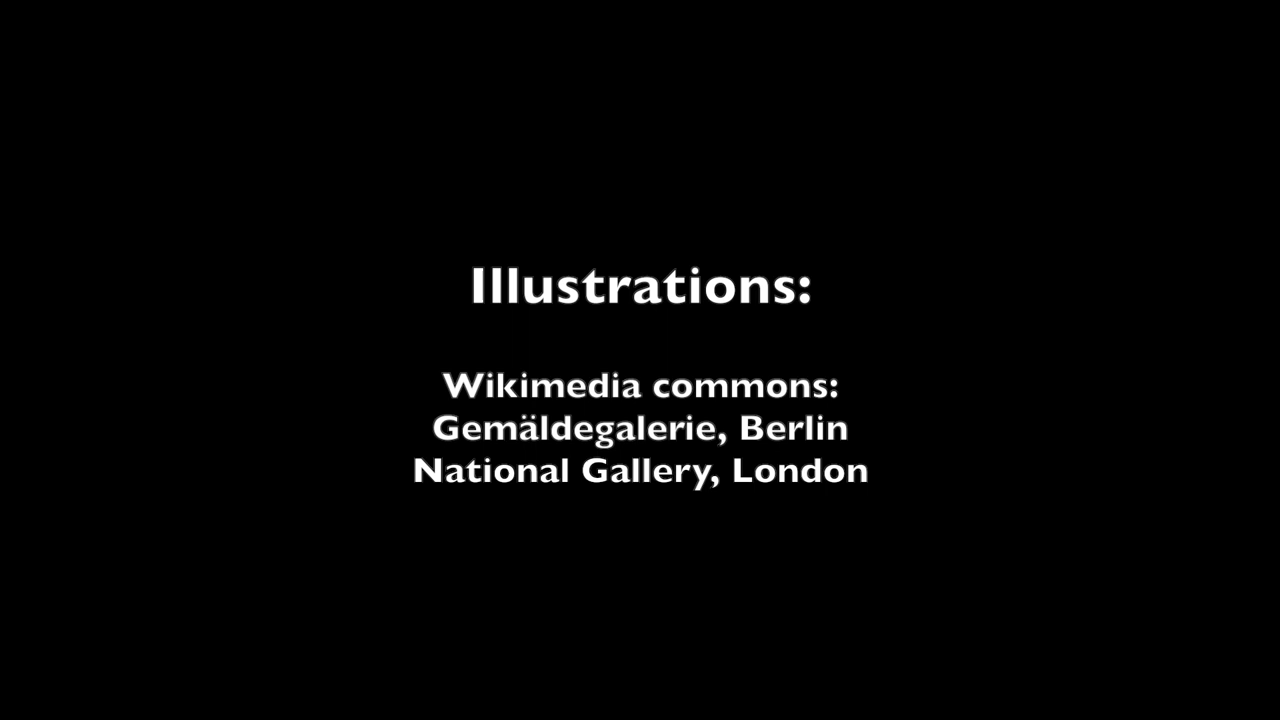 Illustrations:
Wikimedia commons:
Gemäldegalerie, Berlin
National Gallery, London